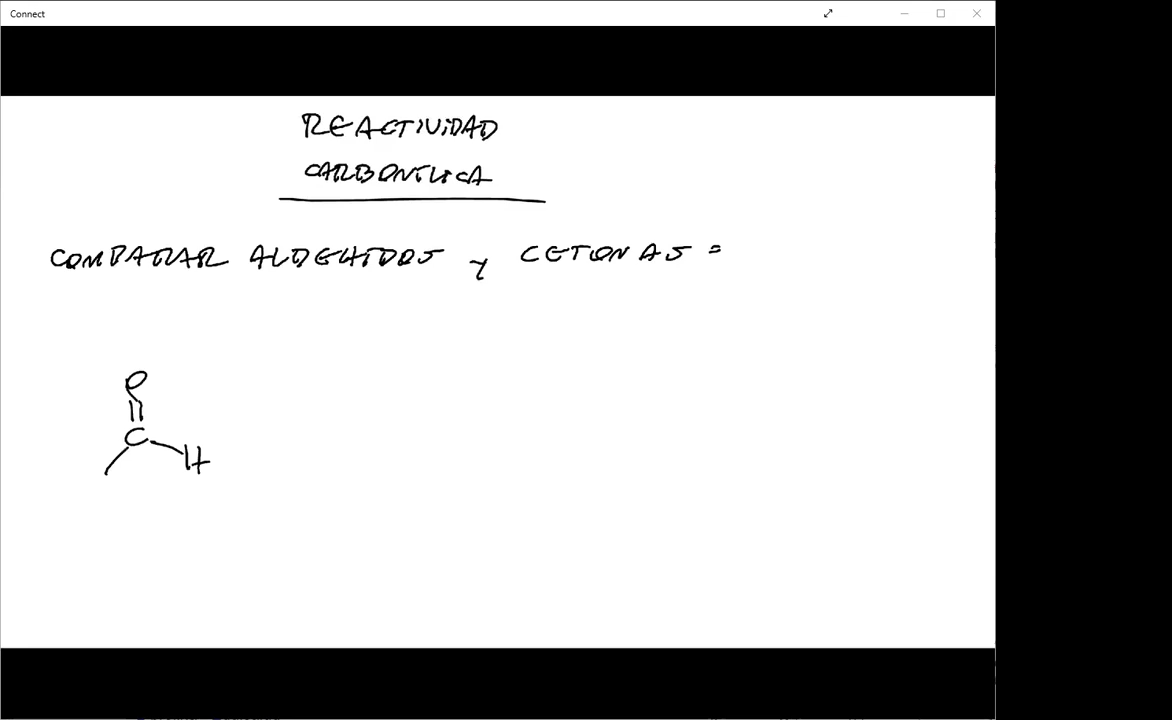 Connect
REACTIVIDAD
CARBONILICA
COMPARAR ALDEHIDOS Y CETONAS =
O
C
H